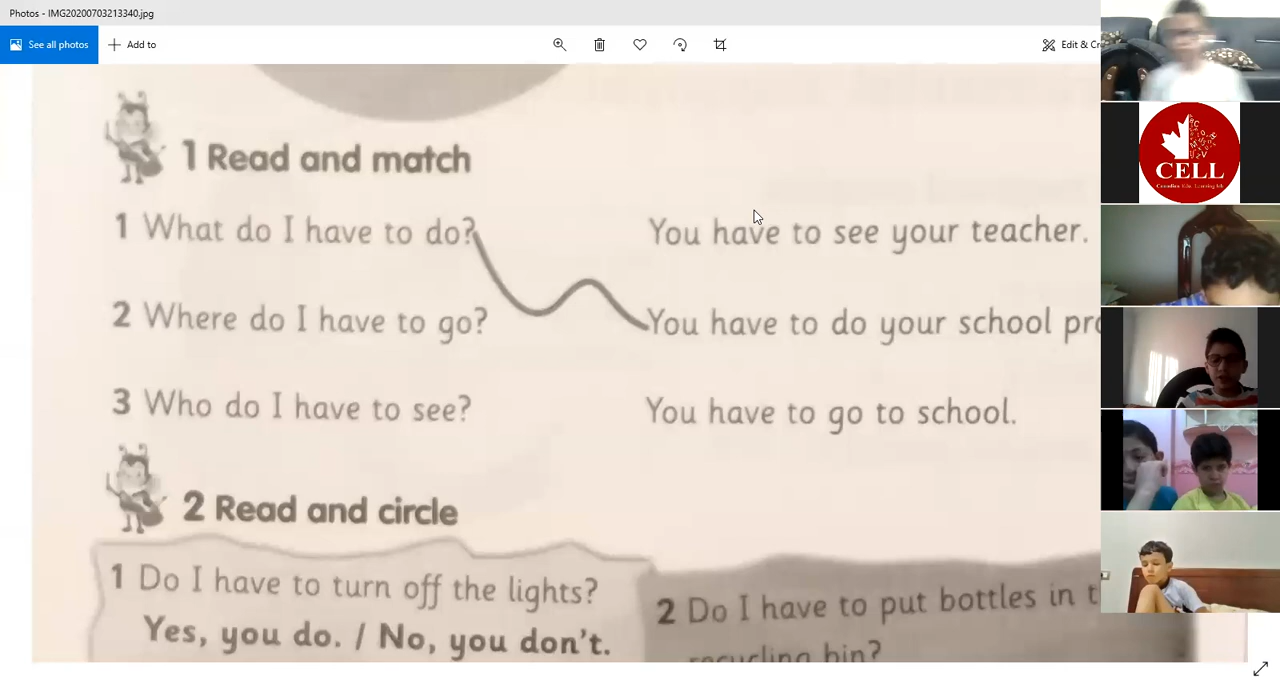 Photos - IMG20200703213340.jpg
See all photos
Add to
Edit & Cr
1 Read and match
1 What do I have to do?
You have to see your teacher.
2 Where do I have to go?
You have to do your school pro
3 Who do I have to see?
You have to go to school.
2 Read and circle
1 Do I have to turn off the lights?
Yes, you do. / No, you don't.
2 Do I have to put bottles in t
recycling bin?
CELL